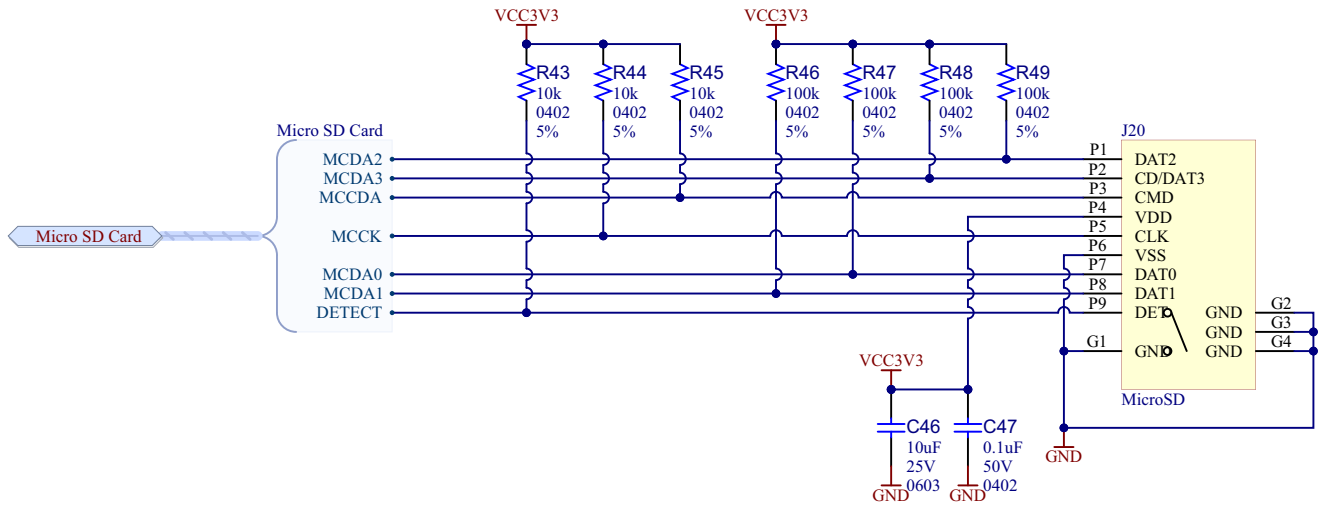 VCC3V3
VCC3V3
R43
10k
0402
5%
R44
10k
0402
5%
R45
10k
0402
5%
R46
100k
0402
5%
R47
100k
0402
5%
R48
100k
0402
5%
R49
100k
0402
5%
Micro SD Card
MCDA2
MCDA3
MCCDA
MCCK
MCDA0
MCDA1
DETECT
Micro SD Card
J20
P1 DAT2
P2 CD/DAT3
P3 CMD
P4 VDD
P5 CLK
P6 VSS
P7 DAT0
P8 DAT1
P9 DET
G1 GND
GND G2
GND G3
GND G4
MicroSD
VCC3V3
C46
10uF
25V
0603
GND
C47
0.1uF
50V
0402
GND
GND